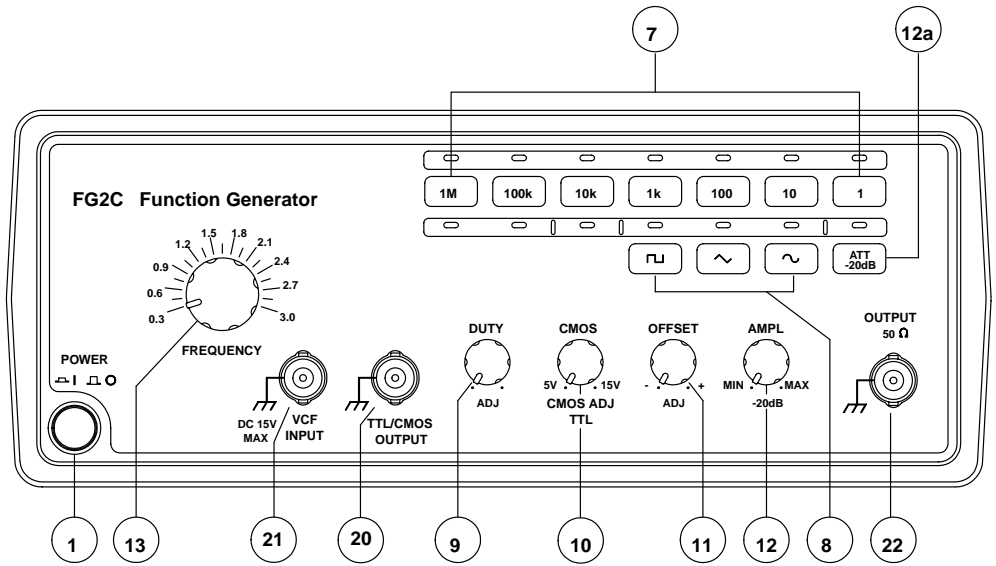 7
12a
1M
100k
10k
1k
100
10
1
FG2C Function Generator
ATT
-20dB
0.3
0.6
0.9
1.2
1.5
1.8
2.1
2.4
2.7
3.0
FREQUENCY
POWER
DC 15V
MAX
VCF
INPUT
TTL/CMOS
OUTPUT
DUTY
ADJ
CMOS
5V
15V
CMOS ADJ
TTL
OFFSET
-
+
ADJ
AMPL
MIN
MAX
-20dB
OUTPUT
50 Ω
1
13
21
20
9
10
11
12
8
22